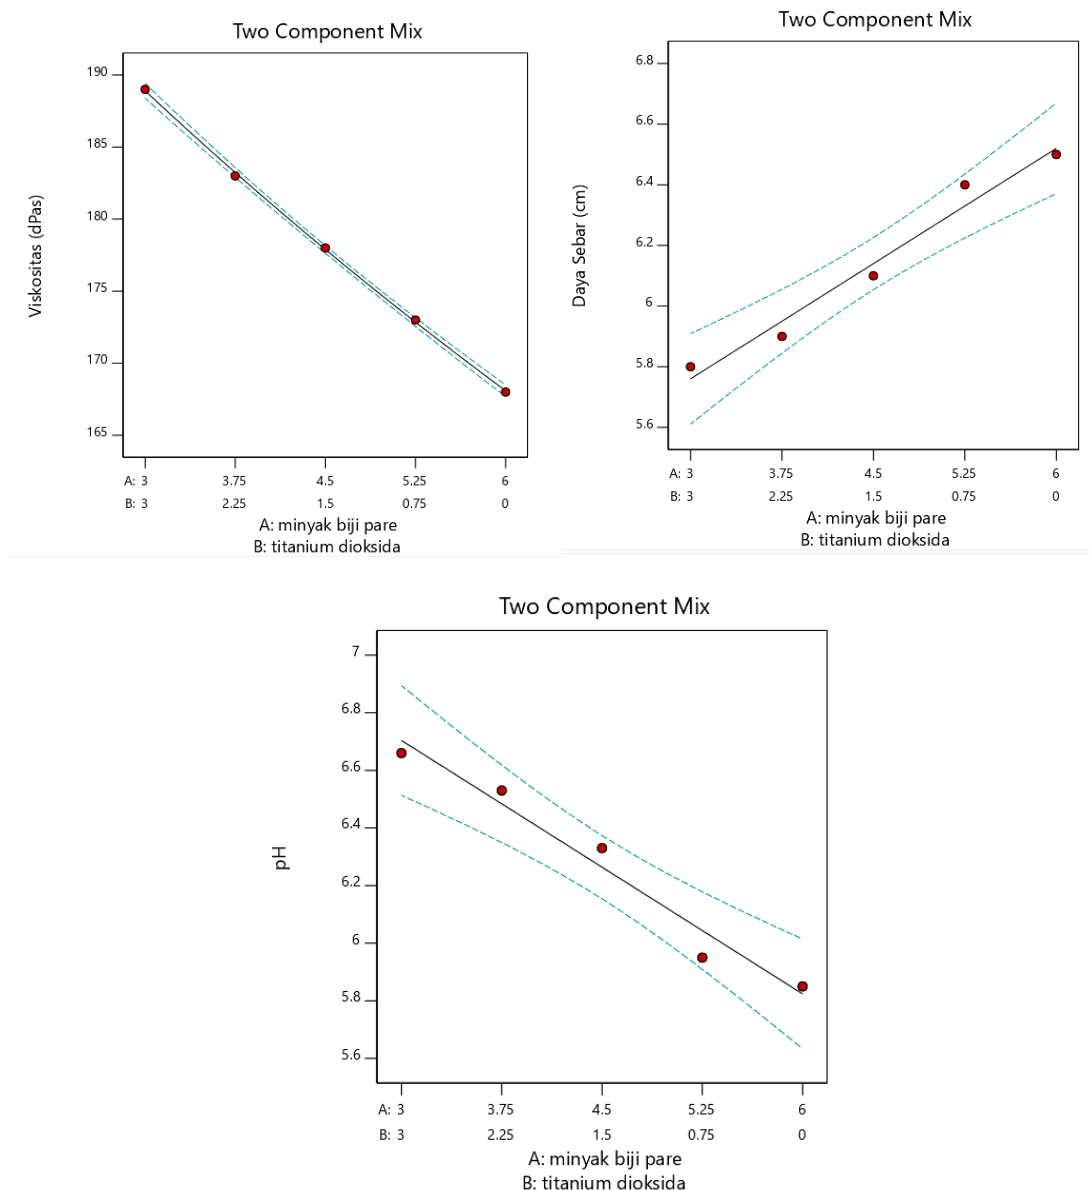 Two Component Mix
Viskositas (dPas)
190
185
180
175
170
165
A: 3 3.75 4.5 5.25 6
B: 3 2.25 1.5 0.75 0
A: minyak biji pare
B: titanium dioksida
Two Component Mix
Daya Sebar (cm)
6.8
6.6
6.4
6.2
6
5.8
5.6
A: 3 3.75 4.5 5.25 6
B: 3 2.25 1.5 0.75 0
A: minyak biji pare
B: titanium dioksida
Two Component Mix
pH
7
6.8
6.6
6.4
6.2
6
5.8
5.6
A: 3 3.75 4.5 5.25 6
B: 3 2.25 1.5 0.75 0
A: minyak biji pare
B: titanium dioksida